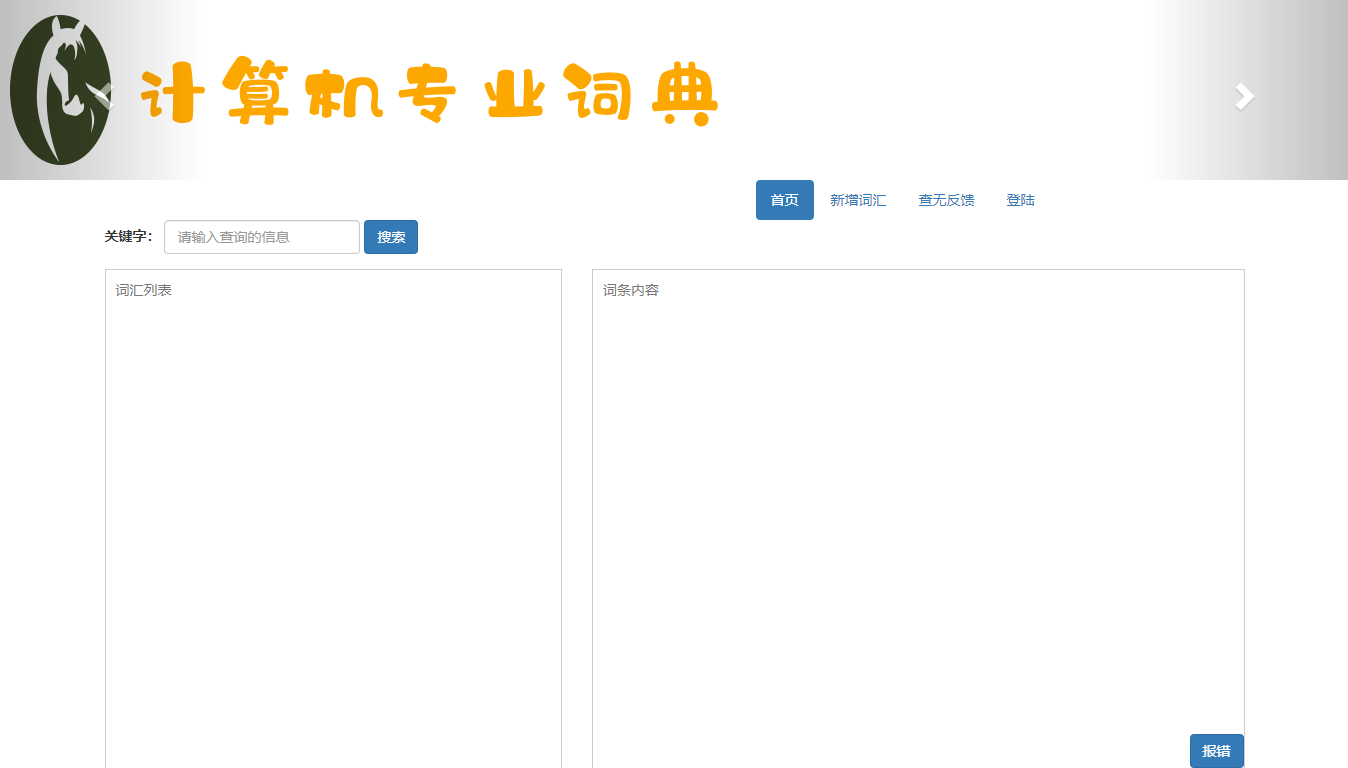 计算机专业词典
首页 新增词汇 查无反馈 登陆
关键字: 请输入查询的信息 搜索
词汇列表
词条内容
报错